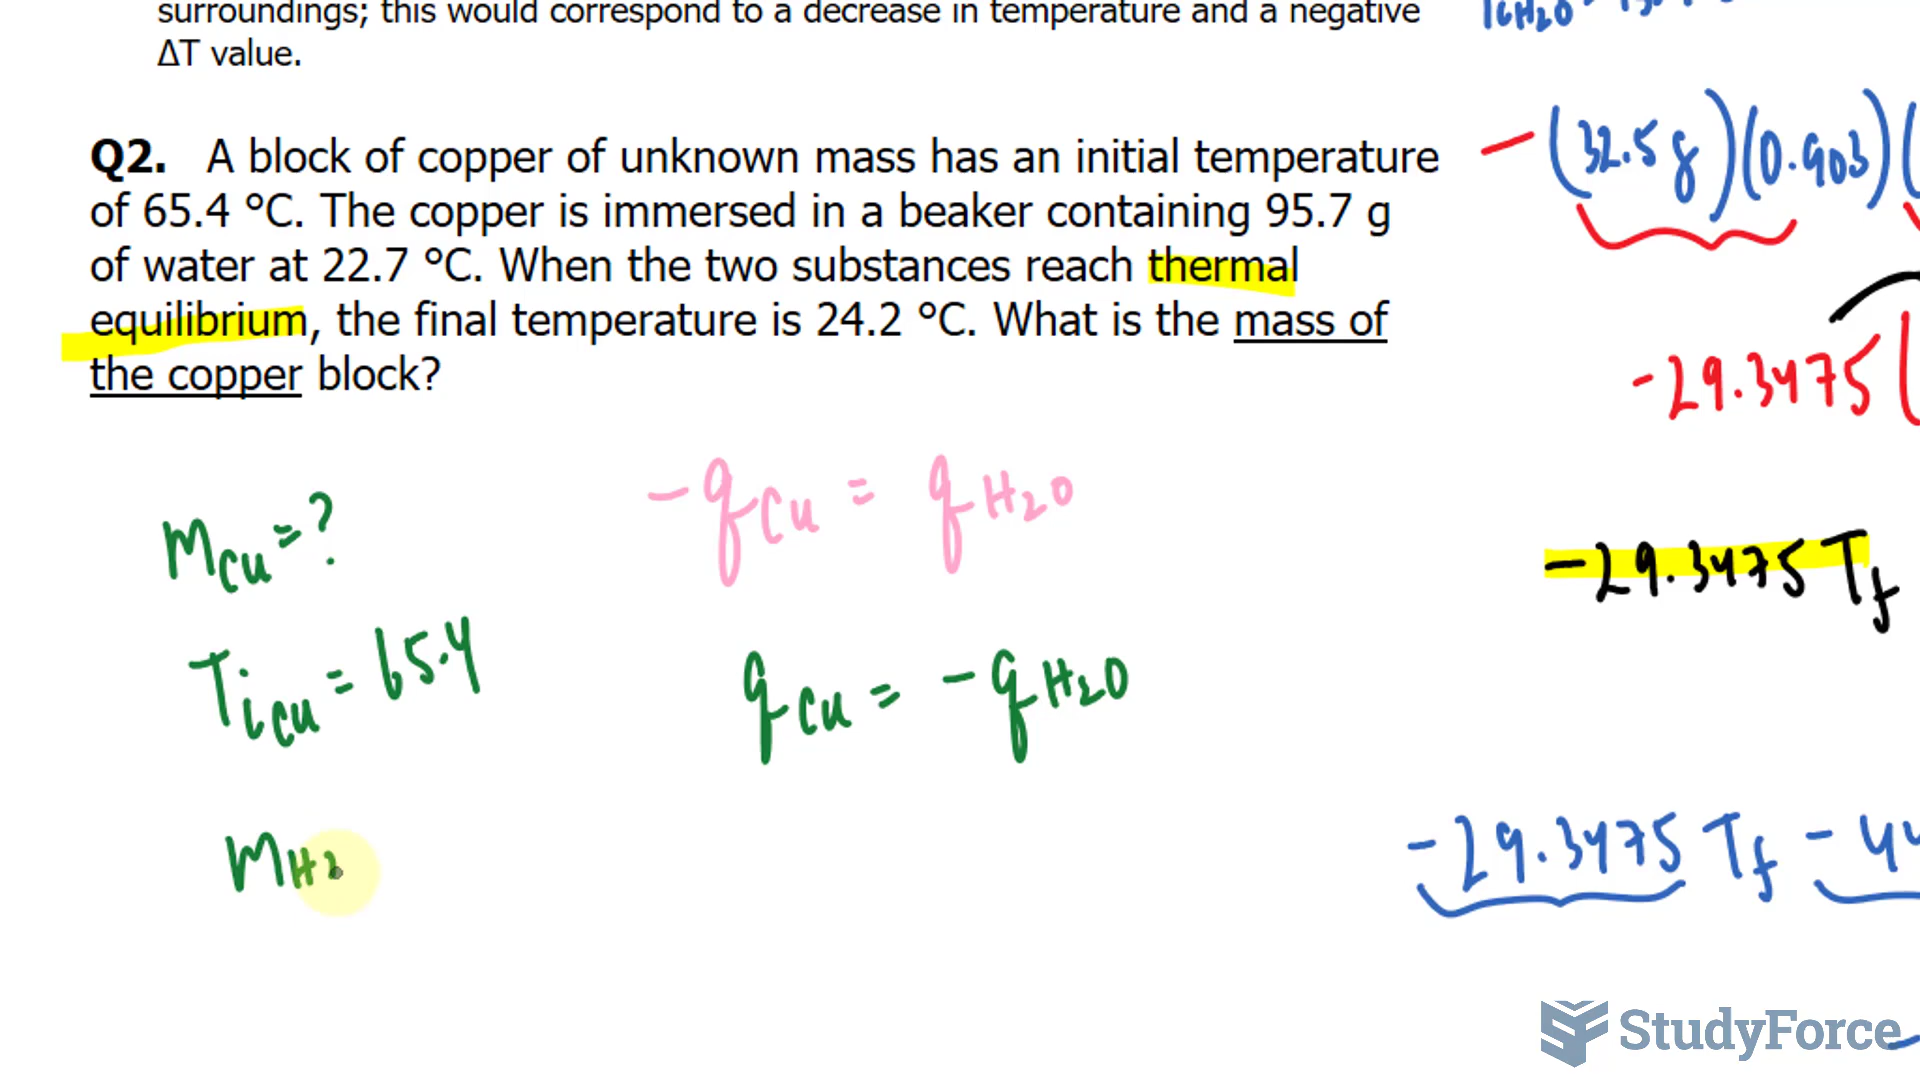 surroundings; this would correspond to a decrease in temperature and a negative
ΔT value.
Q2. A block of copper of unknown mass has an initial temperature
of 65.4 °C. The copper is immersed in a beaker containing 95.7 g
of water at 22.7 °C. When the two substances reach thermal
equilibrium, the final temperature is 24.2 °C. What is the mass of
the copper block?
mCu = ?
TiCu = 65.4
mH2
-qCu = qH2O
qCu = -qH2O
-(32.5g)(0.903)(
-29.3475(
-29.3475 Tf
-29.3475 Tf - 44
StudyForce